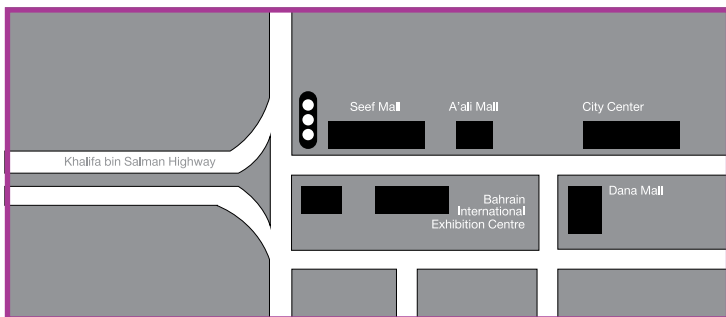 Seef Mall
A'ali Mall
City Center
Khalifa bin Salman Highway
Bahrain
International
Exhibition Centre
Dana Mall